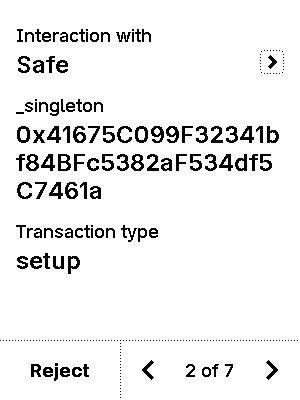 Interaction with
Safe
_singleton
0x41675C099F32341b
f84BFc5382aF534df5
C7461a
Transaction type
setup
Reject
2 of 7